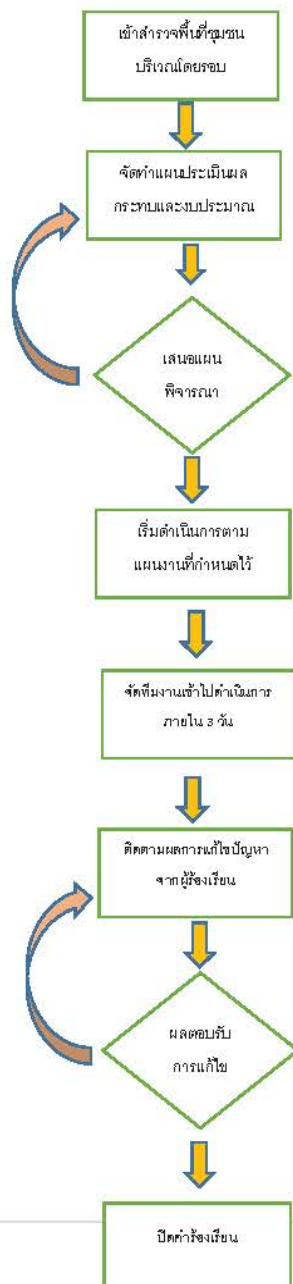 เข้าสำรวจพื้นที่ชุมชน
บริเวณโดยรอบ
จัดทำแผนประเมินผล
กระทบและงบประมาณ
เสนอแผน
พิจารณา
เริ่มดำเนินการตาม
แผนงานที่กำหนดไว้
จัดทีมงานเข้าไปดำเนินการ
ภายใน 3 วัน
ติดตามผลการแก้ไขปัญหา
จากผู้ร้องเรียน
ผลตอบรับ
การแก้ไข
ปิดคำร้องเรียน